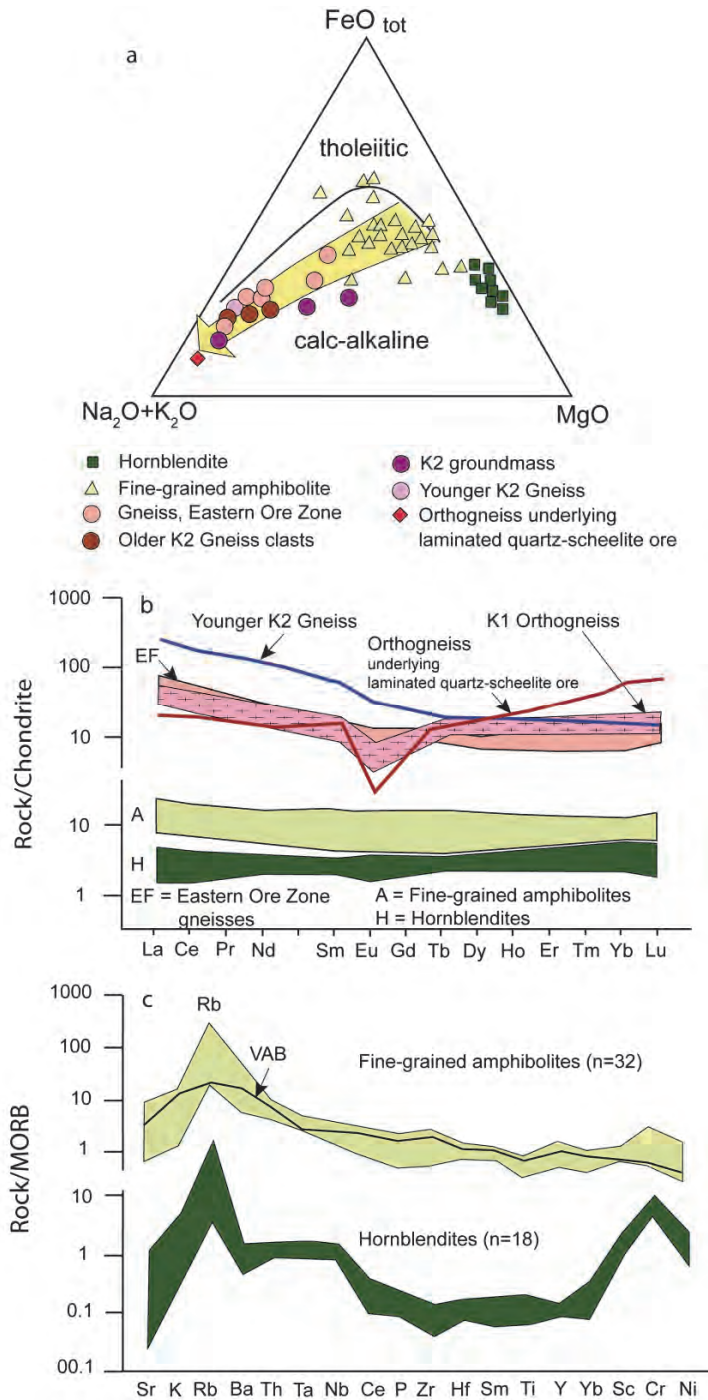 FeO tot
a
tholeiitic
calc-alkaline
Na₂O+K₂O
MgO
Hornblendite
Fine-grained amphibolite
Gneiss, Eastern Ore Zone
Older K2 Gneiss clasts
K2 groundmass
Younger K2 Gneiss
Orthogneiss underlying
laminated quartz-scheelite ore
b
Rock/Chondrite
1000
100
10
10
1
Younger K2 Gneiss
EF
Orthogneiss
underlying
laminated quartz-scheelite ore
K1 Orthogneiss
A
H
EF = Eastern Ore Zone
gneisses
A = Fine-grained amphibolites
H = Hornblendites
La Ce Pr Nd Sm Eu Gd Tb Dy Ho Er Tm Yb Lu
c
Rock/MORB
1000
100
10
1
10
1
0.1
00.1
Rb
VAB
Fine-grained amphibolites (n=32)
Hornblendites (n=18)
Sr K Rb Ba Th Ta Nb Ce P Zr Hf Sm Ti Y Yb Sc Cr Ni